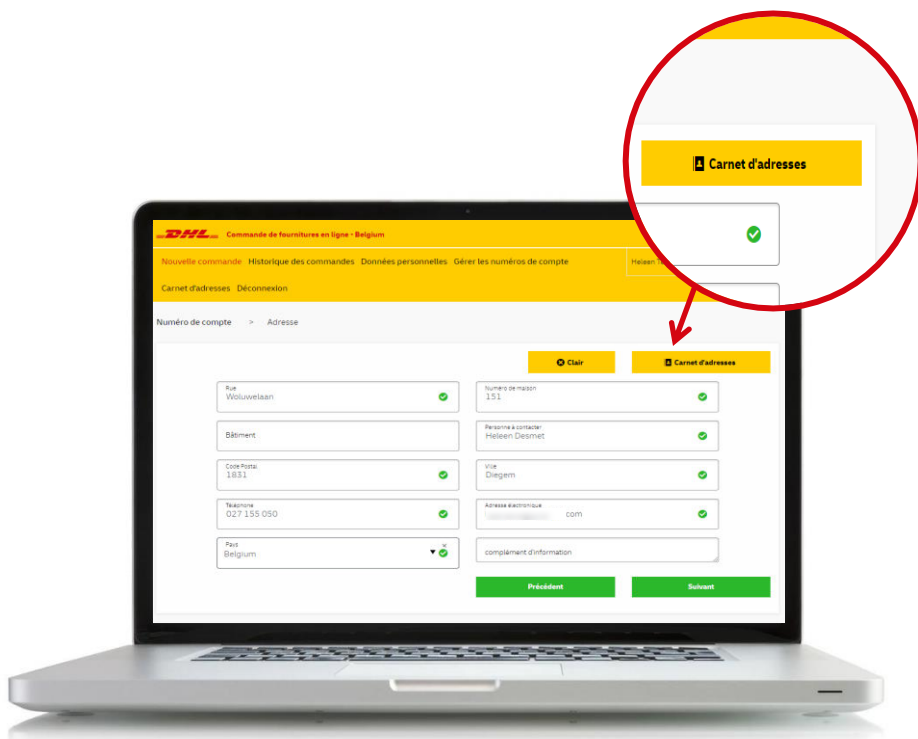 Carnet d'adresses
DHL Commande de fournitures en ligne - Belgium
Nouvelle commande Historique des commandes Données personnelles Gérer les numéros de compte Heleen
Carnet d'adresses Déconnexion
Numéro de compte > Adresse
Clair Carnet d'adresses
Rue Numéro de maison
Woluwelaan 151
Bâtiment Personne à contacter
Heleen Desmet
Code Postal Ville
1831 Diegem
Téléphone Adresse électronique
027 155 050 com
Pays
Belgium complément d'information
Précédent Suivant